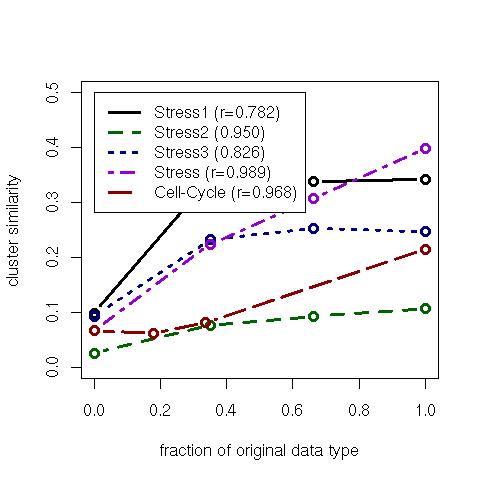 Stress1 (r=0.782)
Stress2 (0.950)
Stress3 (0.826)
Stress (r=0.989)
Cell-Cycle (r=0.968)
cluster similarity
0.5
0.4
0.3
0.2
0.1
0.0
0.0 0.2 0.4 0.6 0.8 1.0
fraction of original data type